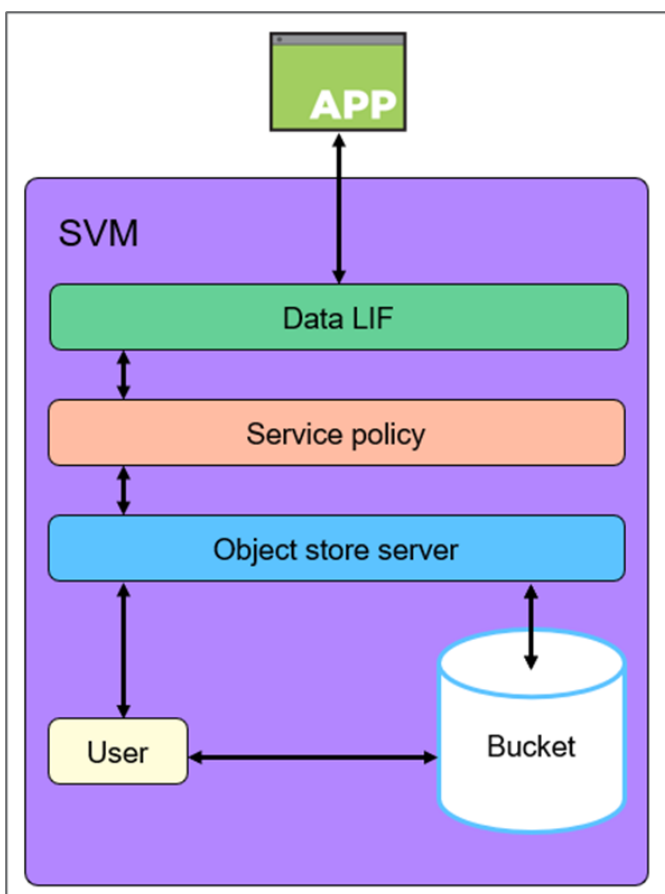 APP
SVM
Data LIF
Service policy
Object store server
User
Bucket